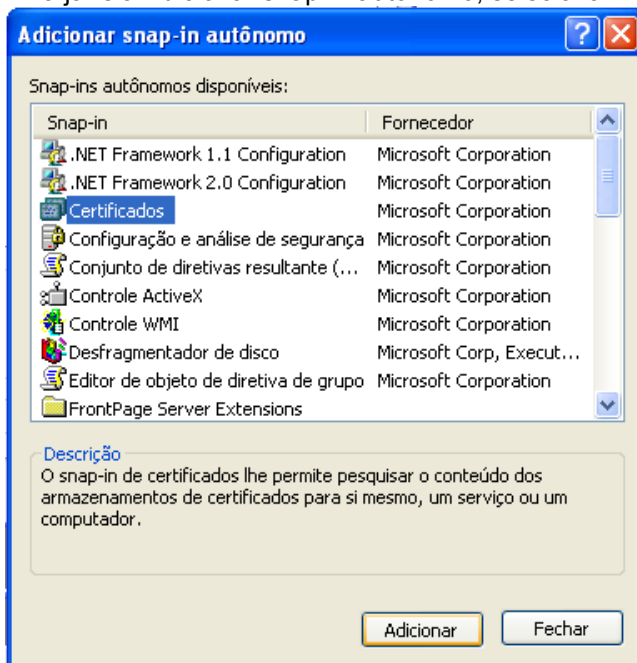 Adicionar snap-in autônomo
Snap-ins autônomos disponíveis:
Snap-in Fornecedor
.NET Framework 1.1 Configuration Microsoft Corporation
.NET Framework 2.0 Configuration Microsoft Corporation
Certificados Microsoft Corporation
Configuração e análise de segurança Microsoft Corporation
Conjunto de diretivas resultante (... Microsoft Corporation
Controle ActiveX Microsoft Corporation
Controle WMI Microsoft Corporation
Desfragmentador de disco Microsoft Corp, Execut...
Editor de objeto de diretiva de grupo Microsoft Corporation
FrontPage Server Extensions
Descrição
O snap-in de certificados lhe permite pesquisar o conteúdo dos
armazenamentos de certificados para si mesmo, um serviço ou um
computador.
Adicionar Fechar